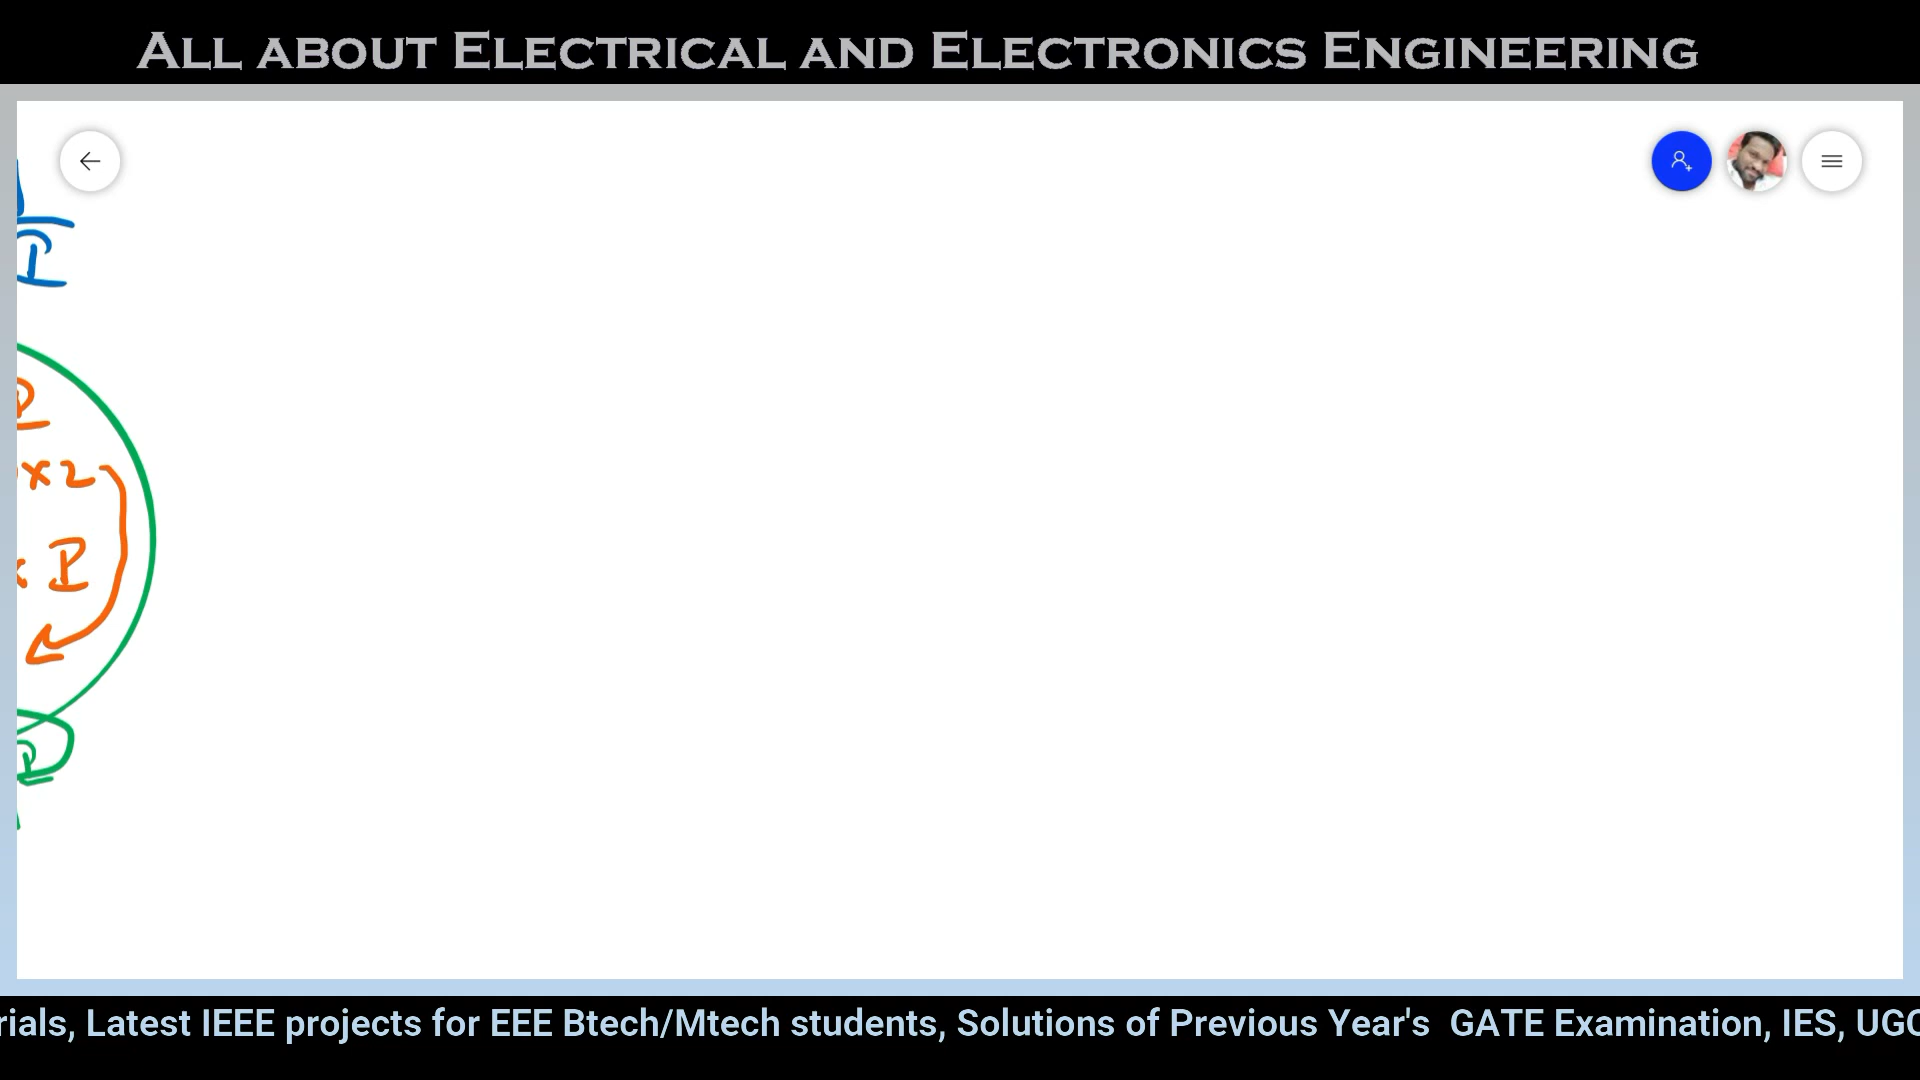 ALL ABOUT ELECTRICAL AND ELECTRONICS ENGINEERING
P
P
×2
× P
P
rials, Latest IEEE projects for EEE Btech/Mtech students, Solutions of Previous Year's GATE Examination, IES, UGC